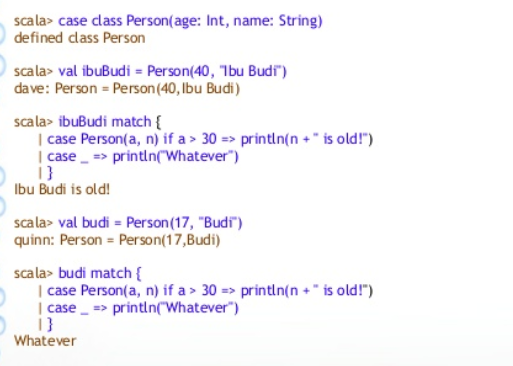 scala> case class Person(age: Int, name: String)
defined class Person
scala> val ibuBudi = Person(40, "Ibu Budi")
dave: Person = Person(40,Ibu Budi)
scala> ibuBudi match {
| case Person(a, n) if a > 30 => println(n + " is old!")
| case _ => println("Whatever")
| }
Ibu Budi is old!
scala> val budi = Person(17, "Budi")
quinn: Person = Person(17,Budi)
scala> budi match {
| case Person(a, n) if a > 30 => println(n + " is old!")
| case _ => println("Whatever")
| }
Whatever